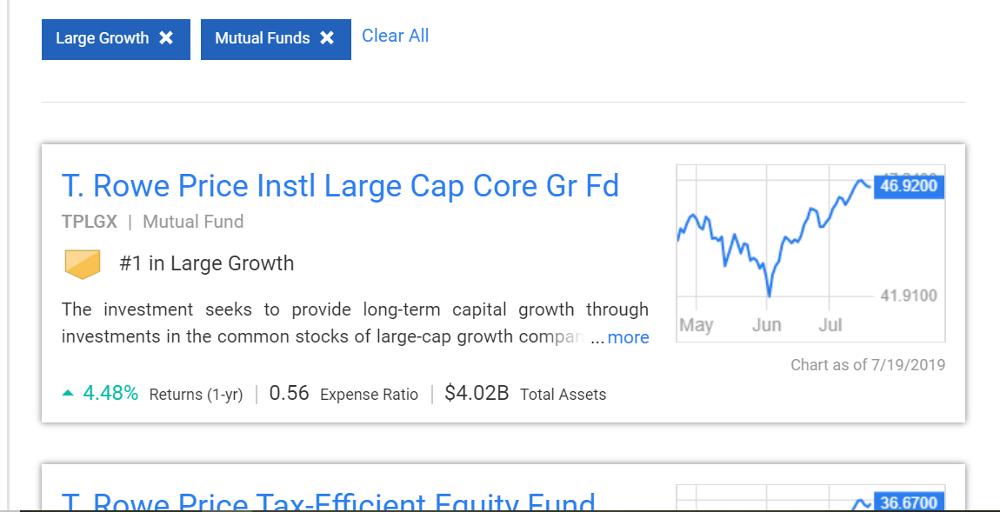 Large Growth
Mutual Funds
Clear All
T. Rowe Price Instl Large Cap Core Gr Fd
TPLGX | Mutual Fund
#1 in Large Growth
The investment seeks to provide long-term capital growth through
investments in the common stocks of large-cap growth compan ...more
4.48% Returns (1-yr) | 0.56 Expense Ratio | $4.02B Total Assets
46.9200
41.9100
May Jun Jul
Chart as of 7/19/2019
T. Rowe Price Tax-Efficient Equity Fund
36.6700